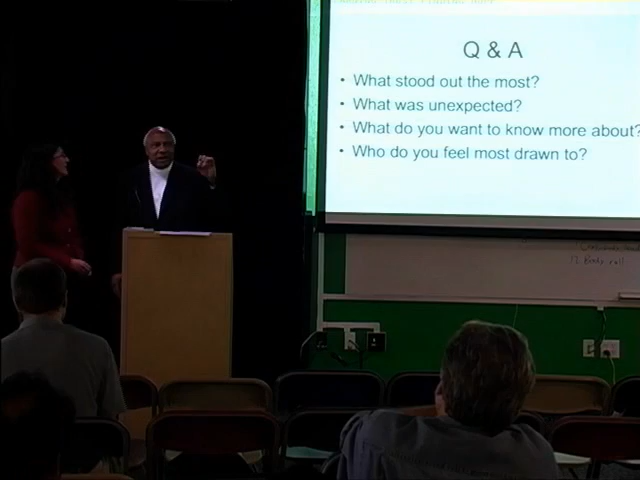 Q & A
• What stood out the most?
• What was unexpected?
• What do you want to know more about?
• Who do you feel most drawn to?